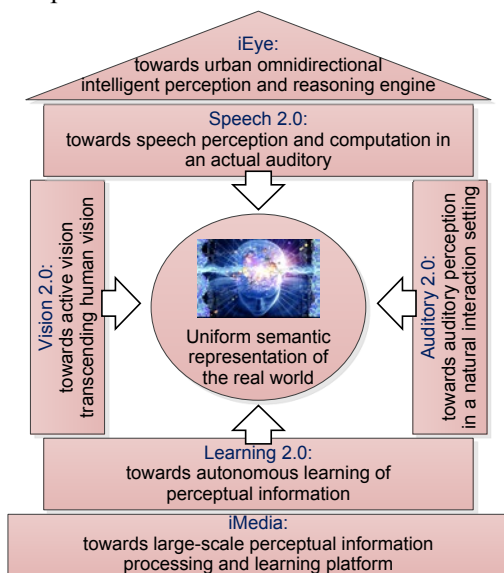 iEye:
towards urban omnidirectional
intelligent perception and reasoning engine
Speech 2.0:
towards speech perception and computation in
an actual auditory
Vision 2.0:
towards active vision
transcending human vision
Uniform semantic
representation of
the real world
Auditory 2.0:
towards auditory perception
in a natural interaction setting
Learning 2.0:
towards autonomous learning of
perceptual information
iMedia:
towards large-scale perceptual information
processing and learning platform